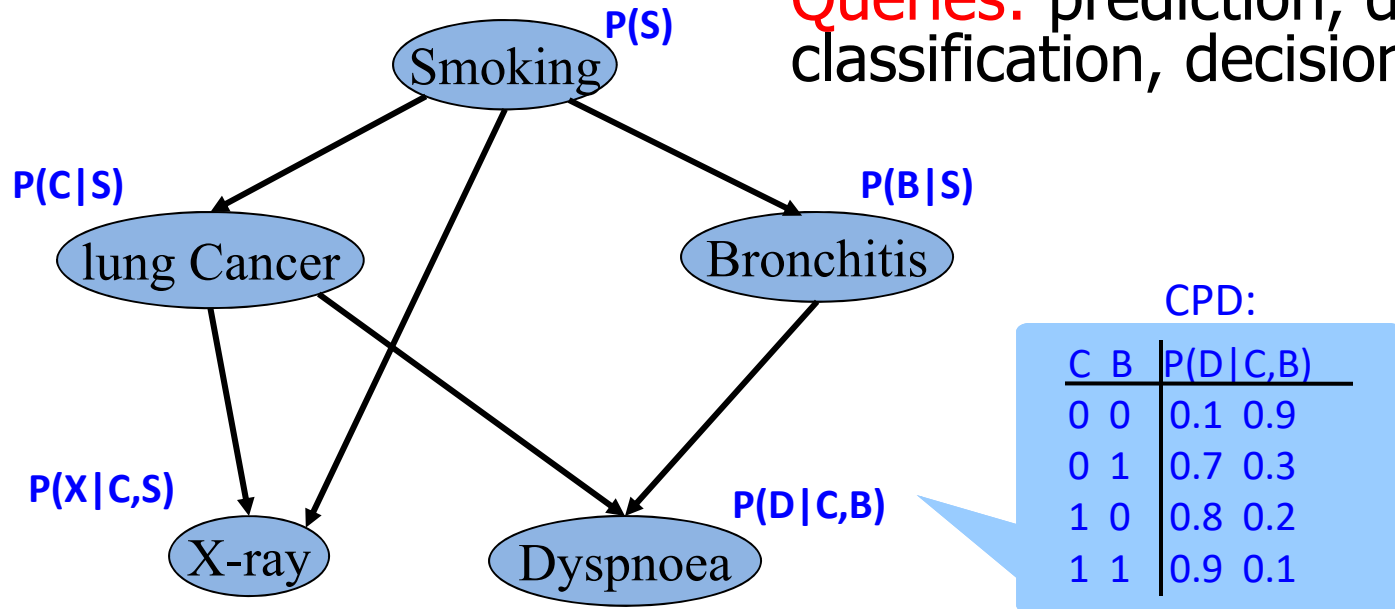 Queries: prediction, d
classification, decision
P(S)
Smoking
P(C|S)
P(B|S)
lung Cancer
Bronchitis
CPD:
C B P(D|C,B)
0 0 0.1 0.9
0 1 0.7 0.3
1 0 0.8 0.2
1 1 0.9 0.1
P(X|C,S)
P(D|C,B)
X-ray
Dyspnoea